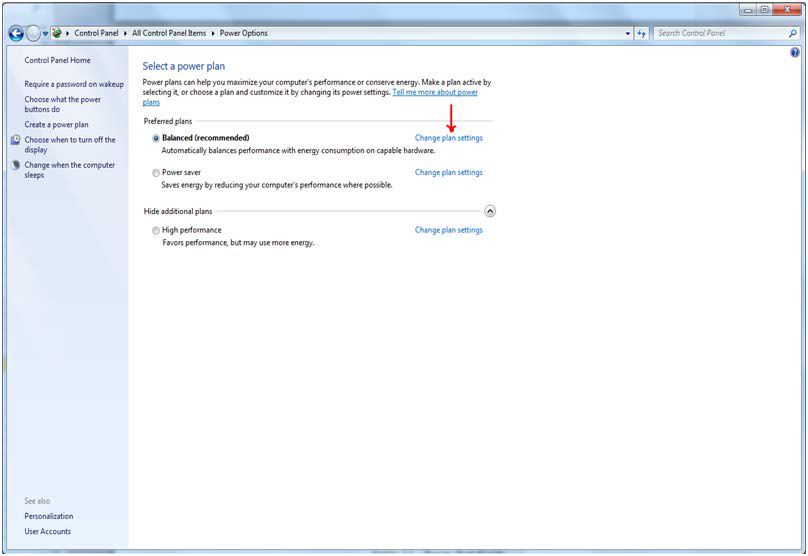 Control Panel All Control Panel Items Power Options
Search Control Panel
Control Panel Home
Require a password on wakeup
Choose what the power
buttons do
Create a power plan
Choose when to turn off the
display
Change when the computer
sleeps
Select a power plan
Power plans can help you maximize your computer's performance or conserve energy. Make a plan active by
selecting it, or choose a plan and customize it by changing its power settings. Tell me more about power
plans
Preferred plans
Balanced (recommended) Change plan settings
Automatically balances performance with energy consumption on capable hardware.
Power saver Change plan settings
Saves energy by reducing your computer's performance where possible.
Hide additional plans
High performance Change plan settings
Favors performance, but may use more energy.
See also
Personalization
User Accounts